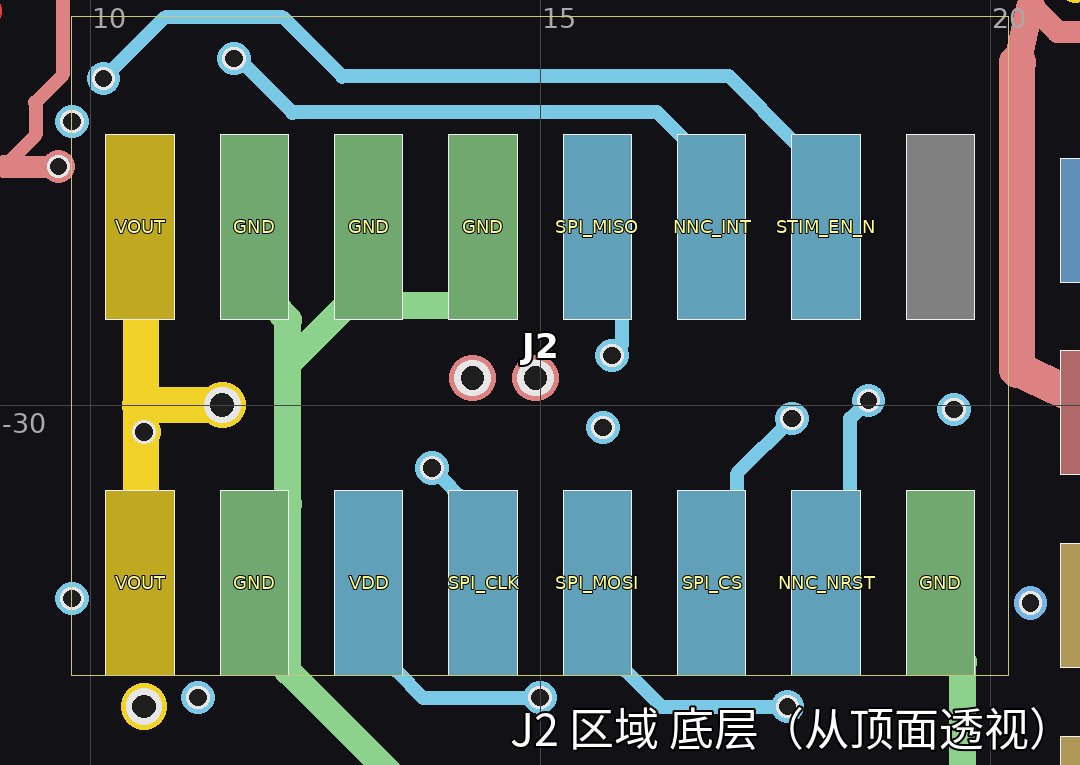 10 15 20
VOUT GND GND GND SPI_MISO NNC_INT STIM_EN_N
J2
-30
VOUT GND VDD SPI_CLK SPI_MOSI SPI_CS NNC_NRST GND
J2 区域 底层（从顶面透视）